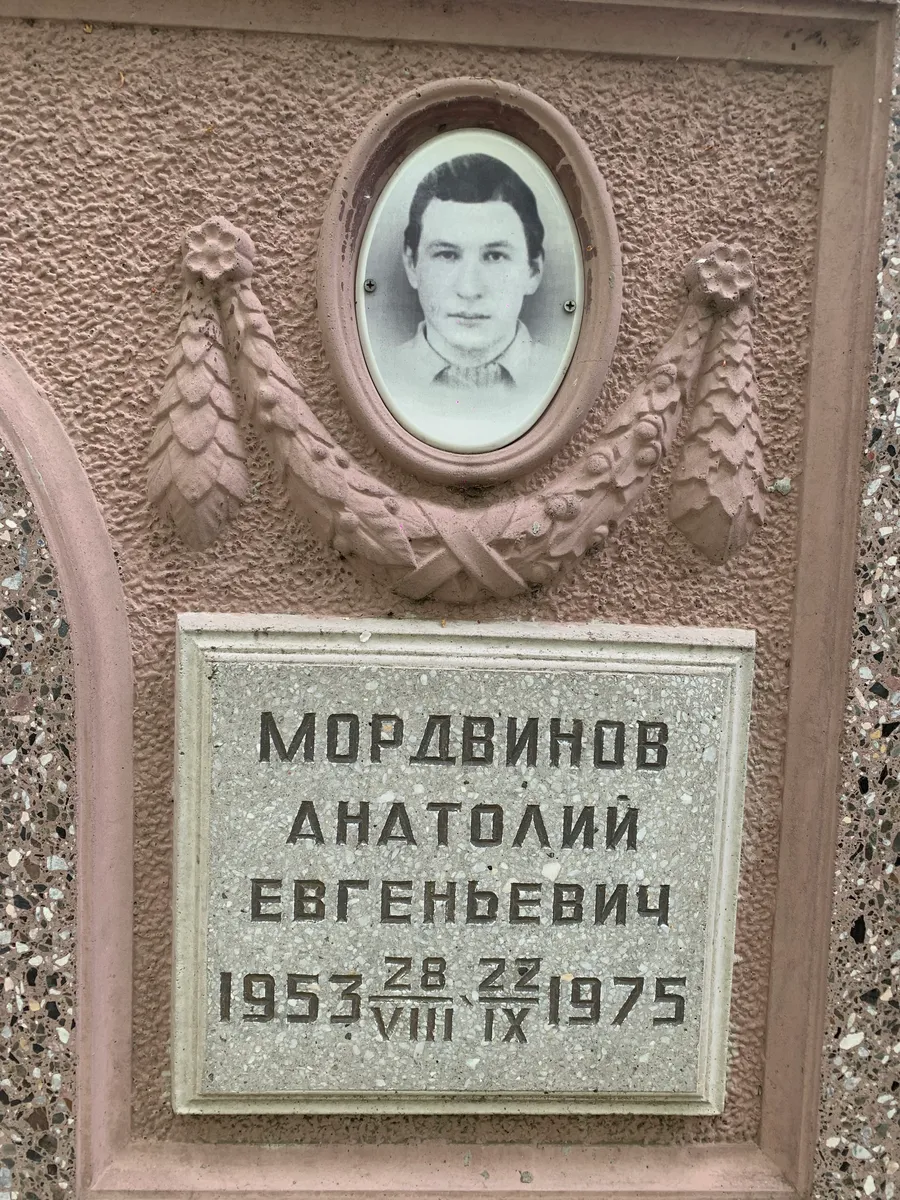 МОРДВИНОВ
АНАТОЛИЙ
ЕВГЕНЬЕВИЧ
1953 28/VIII 22/IX 1975